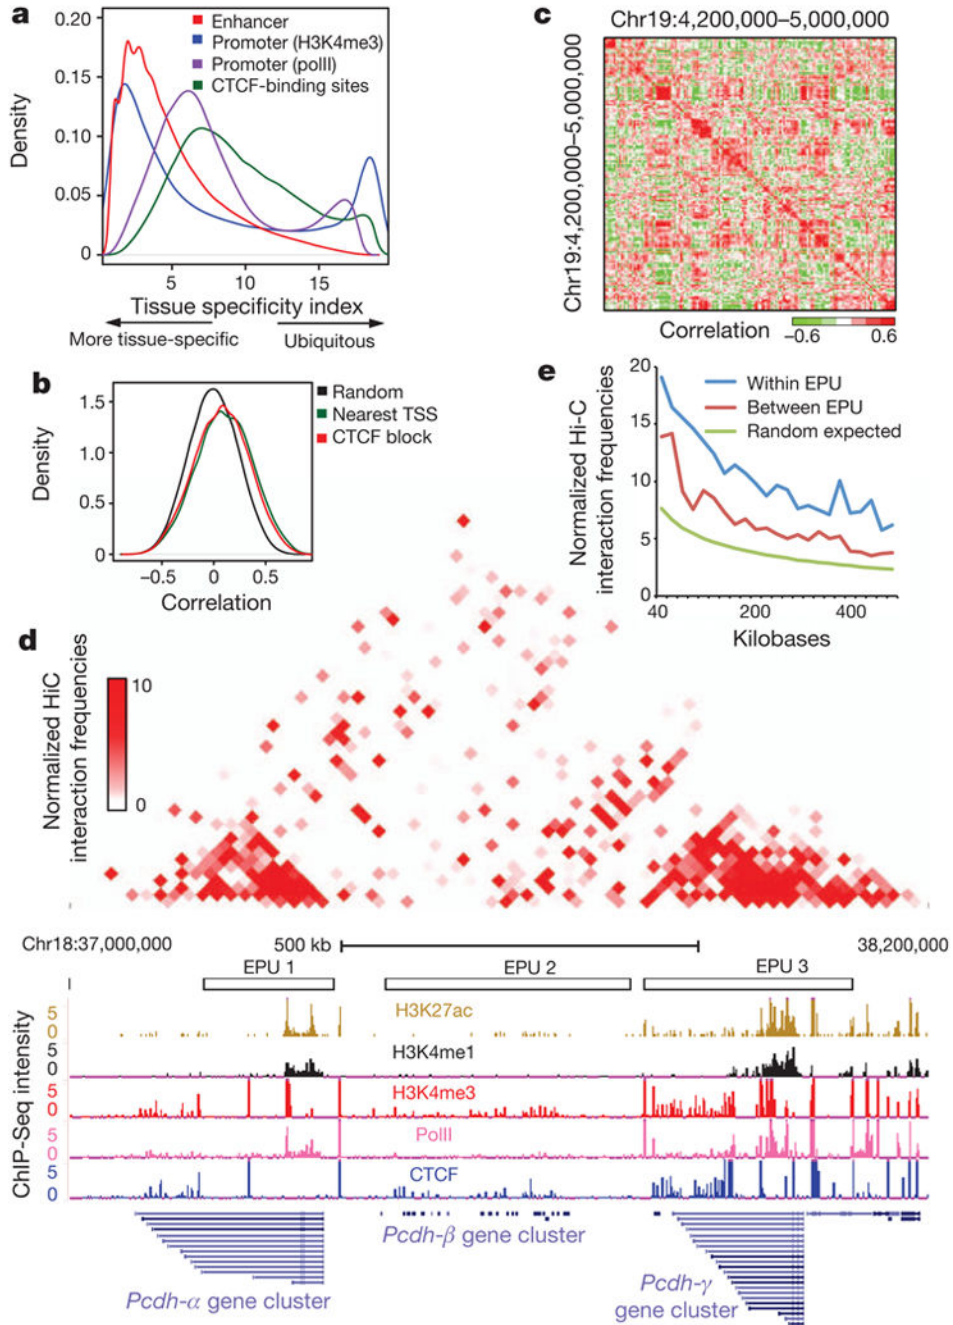 a
0.20
0.15
0.10
0.05
0
Density
Enhancer
Promoter (H3K4me3)
Promoter (polII)
CTCF-binding sites
5
10
15
Tissue specificity index
More tissue-specific
Ubiquitous
b
1.5
1.0
0.5
0
Density
Random
Nearest TSS
CTCF block
−0.5
0
0.5
Correlation
c
Chr19:4,200,000–5,000,000
Chr19:4,200,000–5,000,000
Correlation
−0.6
0.6
e
20
15
10
5
0
Normalized Hi-C
interaction frequencies
Within EPU
Between EPU
Random expected
40
200
400
Kilobases
d
Normalized HiC
interaction frequencies
10
0
Chr18:37,000,000
500 kb
38,200,000
EPU 1
EPU 2
EPU 3
ChIP-Seq intensity
5
0
H3K27ac
5
0
H3K4me1
5
0
H3K4me3
5
0
PolII
5
0
CTCF
Pcdh-α gene cluster
Pcdh-β gene cluster
Pcdh-γ
gene cluster